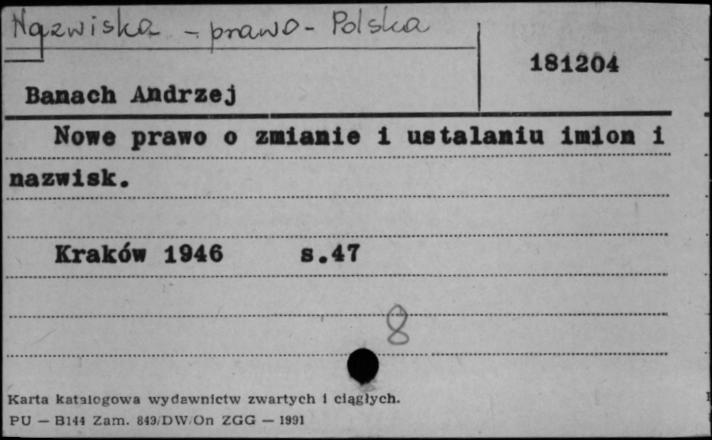 Nazwiska - prawo - Polska
181204
Banach Andrzej
Nowe prawo o zmianie i ustalaniu imion i
nazwisk.
Kraków 1946 s.47
8
Karta katalogowa wydawnictw zwartych i ciągłych.
PU — B144 Zam. 849/DW/On ZGG — 1991